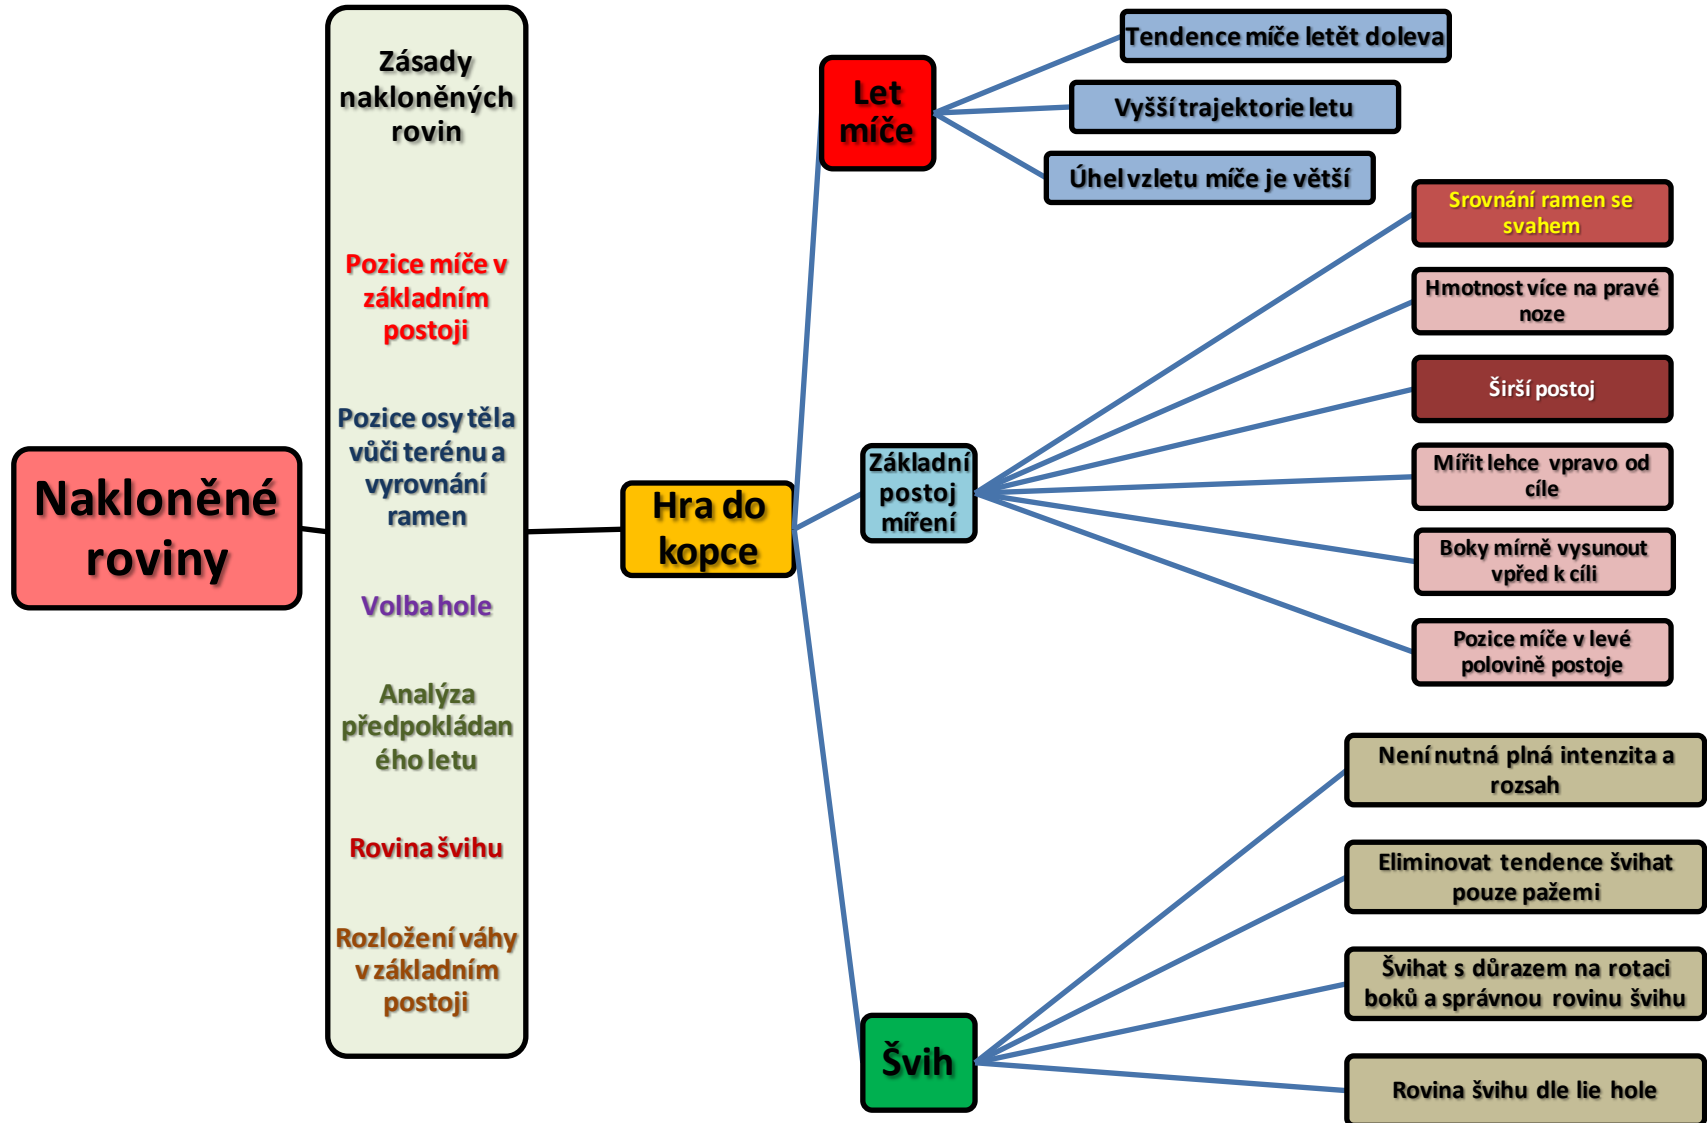 Nakloněné
roviny
Zásady
nakloněných
rovin
Pozice míče v
základním
postoji
Pozice osy těla
vůči terénu a
vyrovnání
ramen
Volba hole
Analýza
předpokládan
ého letu
Rovina švihu
Rozložení váhy
v základním
postoji
Hra do
kopce
Let
míče
Tendence míče letět doleva
Vyšší trajektorie letu
Úhel vzletu míče je větší
Základní
postoj
míření
Srovnání ramen se
svahem
Hmotnost více na pravé
noze
Širší postoj
Mířit lehce vpravo od
cíle
Boky mírně vysunout
vpřed k cíli
Pozice míče v levé
polovině postoje
Švih
Není nutná plná intenzita a
rozsah
Eliminovat tendence švihat
pouze pažemi
Švihat s důrazem na rotaci
boků a správnou rovinu švihu
Rovina švihu dle lie hole